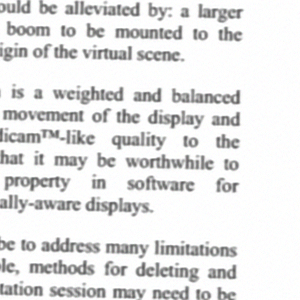 ould be alleviated by: a larger
boom to be mounted to the
igin of the virtual scene.
is a weighted and balanced
movement of the display and
dicam™-like quality to the
hat it may be worthwhile to
property in software for
ally-aware displays.
be to address many limitations
le, methods for deleting and
tation session may need to be